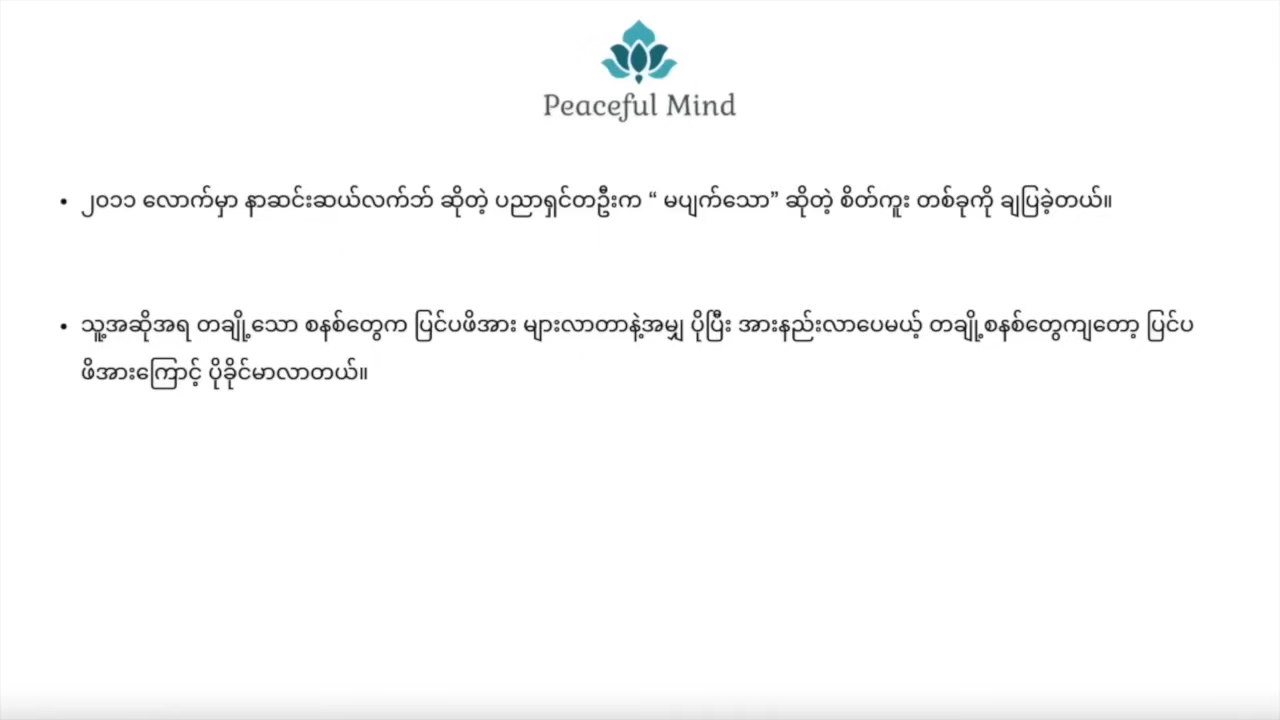 Peaceful Mind
• ၂၀၁၁ လောက်မှာ နာဆင်းဆယ်လက်ဘ် ဆိုတဲ့ ပညာရှင်တဦးက “ မပျက်သော” ဆိုတဲ့ စိတ်ကူး တစ်ခုကို ချပြခဲ့တယ်။
• သူ့အဆိုအရ တချို့သော စနစ်တွေက ပြင်ပဖိအား များလာတာနဲ့အမျှ ပိုပြီး အားနည်းလာပေမယ့် တချို့စနစ်တွေကျတော့ ပြင်ပ
ဖိအားကြောင့် ပိုခိုင်မာလာတယ်။